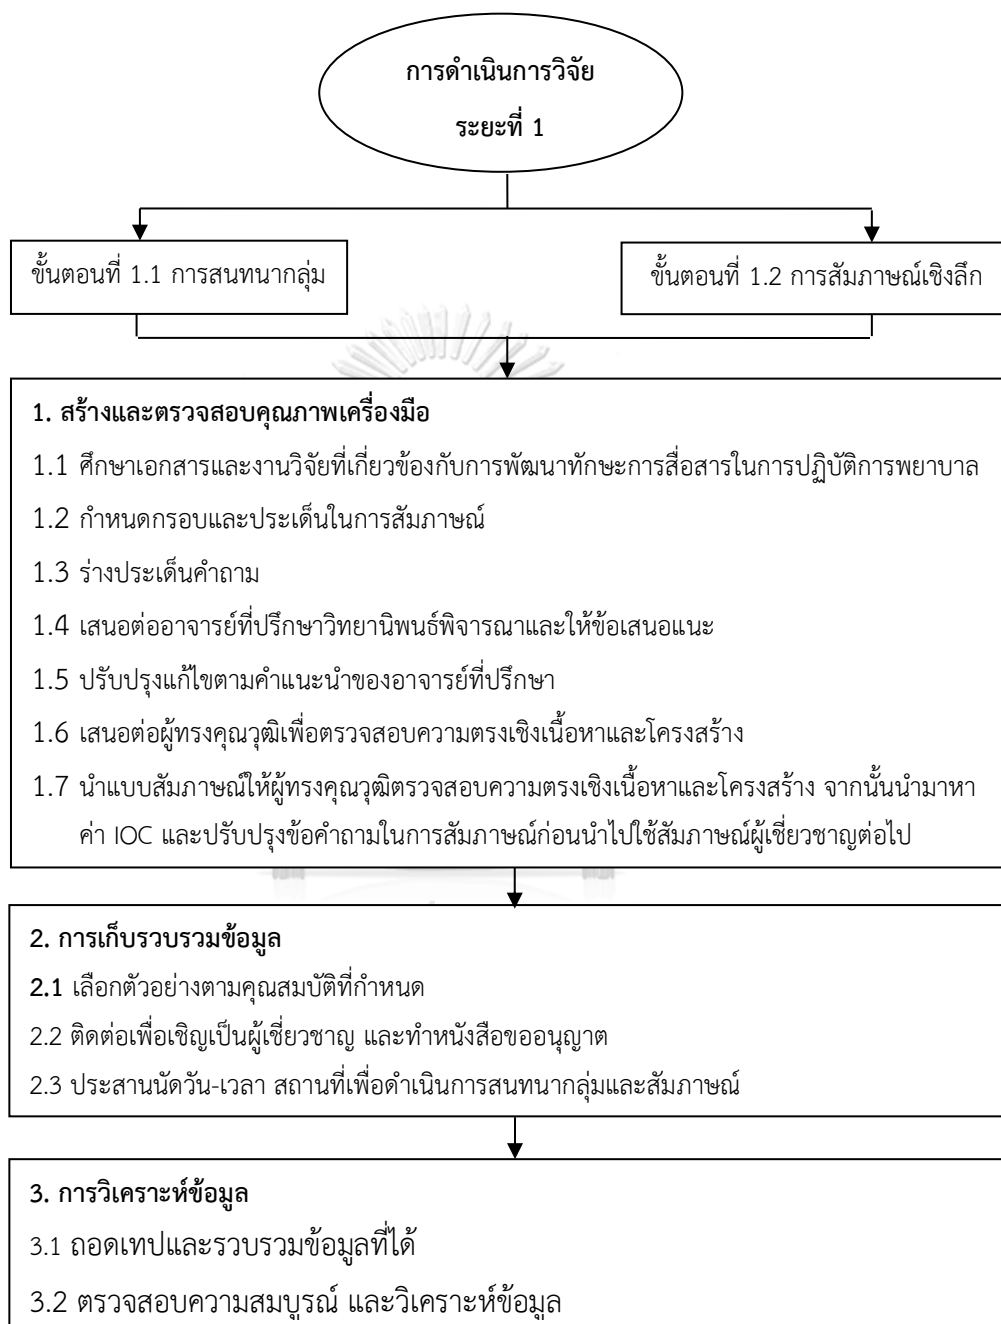 การดำเนินการวิจัย
ระยะที่ 1
ขั้นตอนที่ 1.1 การสนทนากลุ่ม
ขั้นตอนที่ 1.2 การสัมภาษณ์เชิงลึก
1. สร้างและตรวจสอบคุณภาพเครื่องมือ
1.1 ศึกษาเอกสารและงานวิจัยที่เกี่ยวข้องกับการพัฒนาทักษะการสื่อสารในการปฏิบัติการพยาบาล
1.2 กำหนดกรอบและประเด็นในการสัมภาษณ์
1.3 ร่างประเด็นคำถาม
1.4 เสนอต่ออาจารย์ที่ปรึกษาวิทยานิพนธ์พิจารณาและให้ข้อเสนอแนะ
1.5 ปรับปรุงแก้ไขตามคำแนะนำของอาจารย์ที่ปรึกษา
1.6 เสนอต่อผู้ทรงคุณวุฒิเพื่อตรวจสอบความตรงเชิงเนื้อหาและโครงสร้าง
1.7 นำแบบสัมภาษณ์ให้ผู้ทรงคุณวุฒิตรวจสอบความตรงเชิงเนื้อหาและโครงสร้าง จากนั้นนำมาหา
ค่า IOC และปรับปรุงข้อคำถามในการสัมภาษณ์ก่อนนำไปใช้สัมภาษณ์ผู้เชี่ยวชาญต่อไป
2. การเก็บรวบรวมข้อมูล
2.1 เลือกตัวอย่างตามคุณสมบัติที่กำหนด
2.2 ติดต่อเพื่อเชิญเป็นผู้เชี่ยวชาญ และทำหนังสือขออนุญาต
2.3 ประสานนัดวัน-เวลา สถานที่เพื่อดำเนินการสนทนากลุ่มและสัมภาษณ์
3. การวิเคราะห์ข้อมูล
3.1 ถอดเทปและรวบรวมข้อมูลที่ได้
3.2 ตรวจสอบความสมบูรณ์ และวิเคราะห์ข้อมูล